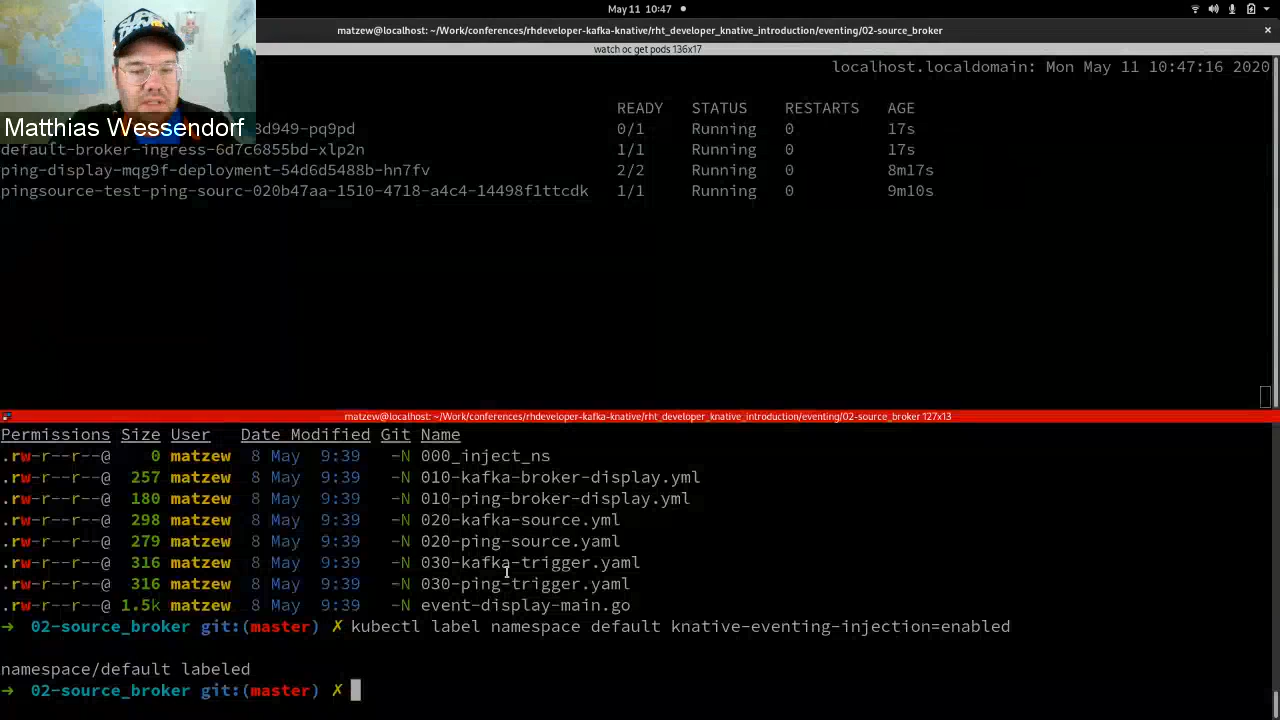 May 11 10:47
matzew@localhost: ~/Work/conferences/rhdeveloper-kafka-knative/rht_developer_knative_introduction/eventing/02-source_broker
watch oc get pods 136x17
localhost.localdomain: Mon May 11 10:47:16 2020
READY STATUS RESTARTS AGE
Matthias Wessendorf
8d949-pq9pd 0/1 Running 0 17s
default-broker-ingress-6d7c6855bd-xlp2n 1/1 Running 0 17s
ping-display-mqg9f-deployment-54d6d5488b-hn7fv 2/2 Running 0 8m17s
pingsource-test-ping-sourc-020b47aa-1510-4718-a4c4-14498f1ttcdk 1/1 Running 0 9m10s
matzew@localhost: ~/Work/conferences/rhdeveloper-kafka-knative/rht_developer_knative_introduction/eventing/02-source_broker 127x13
Permissions Size User Date Modified Git Name
.rw-r--r--@ 0 matzew 8 May 9:39 -N 000_inject_ns
.rw-r--r--@ 257 matzew 8 May 9:39 -N 010-kafka-broker-display.yml
.rw-r--r--@ 180 matzew 8 May 9:39 -N 010-ping-broker-display.yml
.rw-r--r--@ 298 matzew 8 May 9:39 -N 020-kafka-source.yml
.rw-r--r--@ 279 matzew 8 May 9:39 -N 020-ping-source.yaml
.rw-r--r--@ 316 matzew 8 May 9:39 -N 030-kafka-trigger.yaml
.rw-r--r--@ 316 matzew 8 May 9:39 -N 030-ping-trigger.yaml
.rw-r--r--@ 1.5k matzew 8 May 9:39 -N event-display-main.go
→ 02-source_broker git:(master) ✗ kubectl label namespace default knative-eventing-injection=enabled
namespace/default labeled
→ 02-source_broker git:(master) ✗